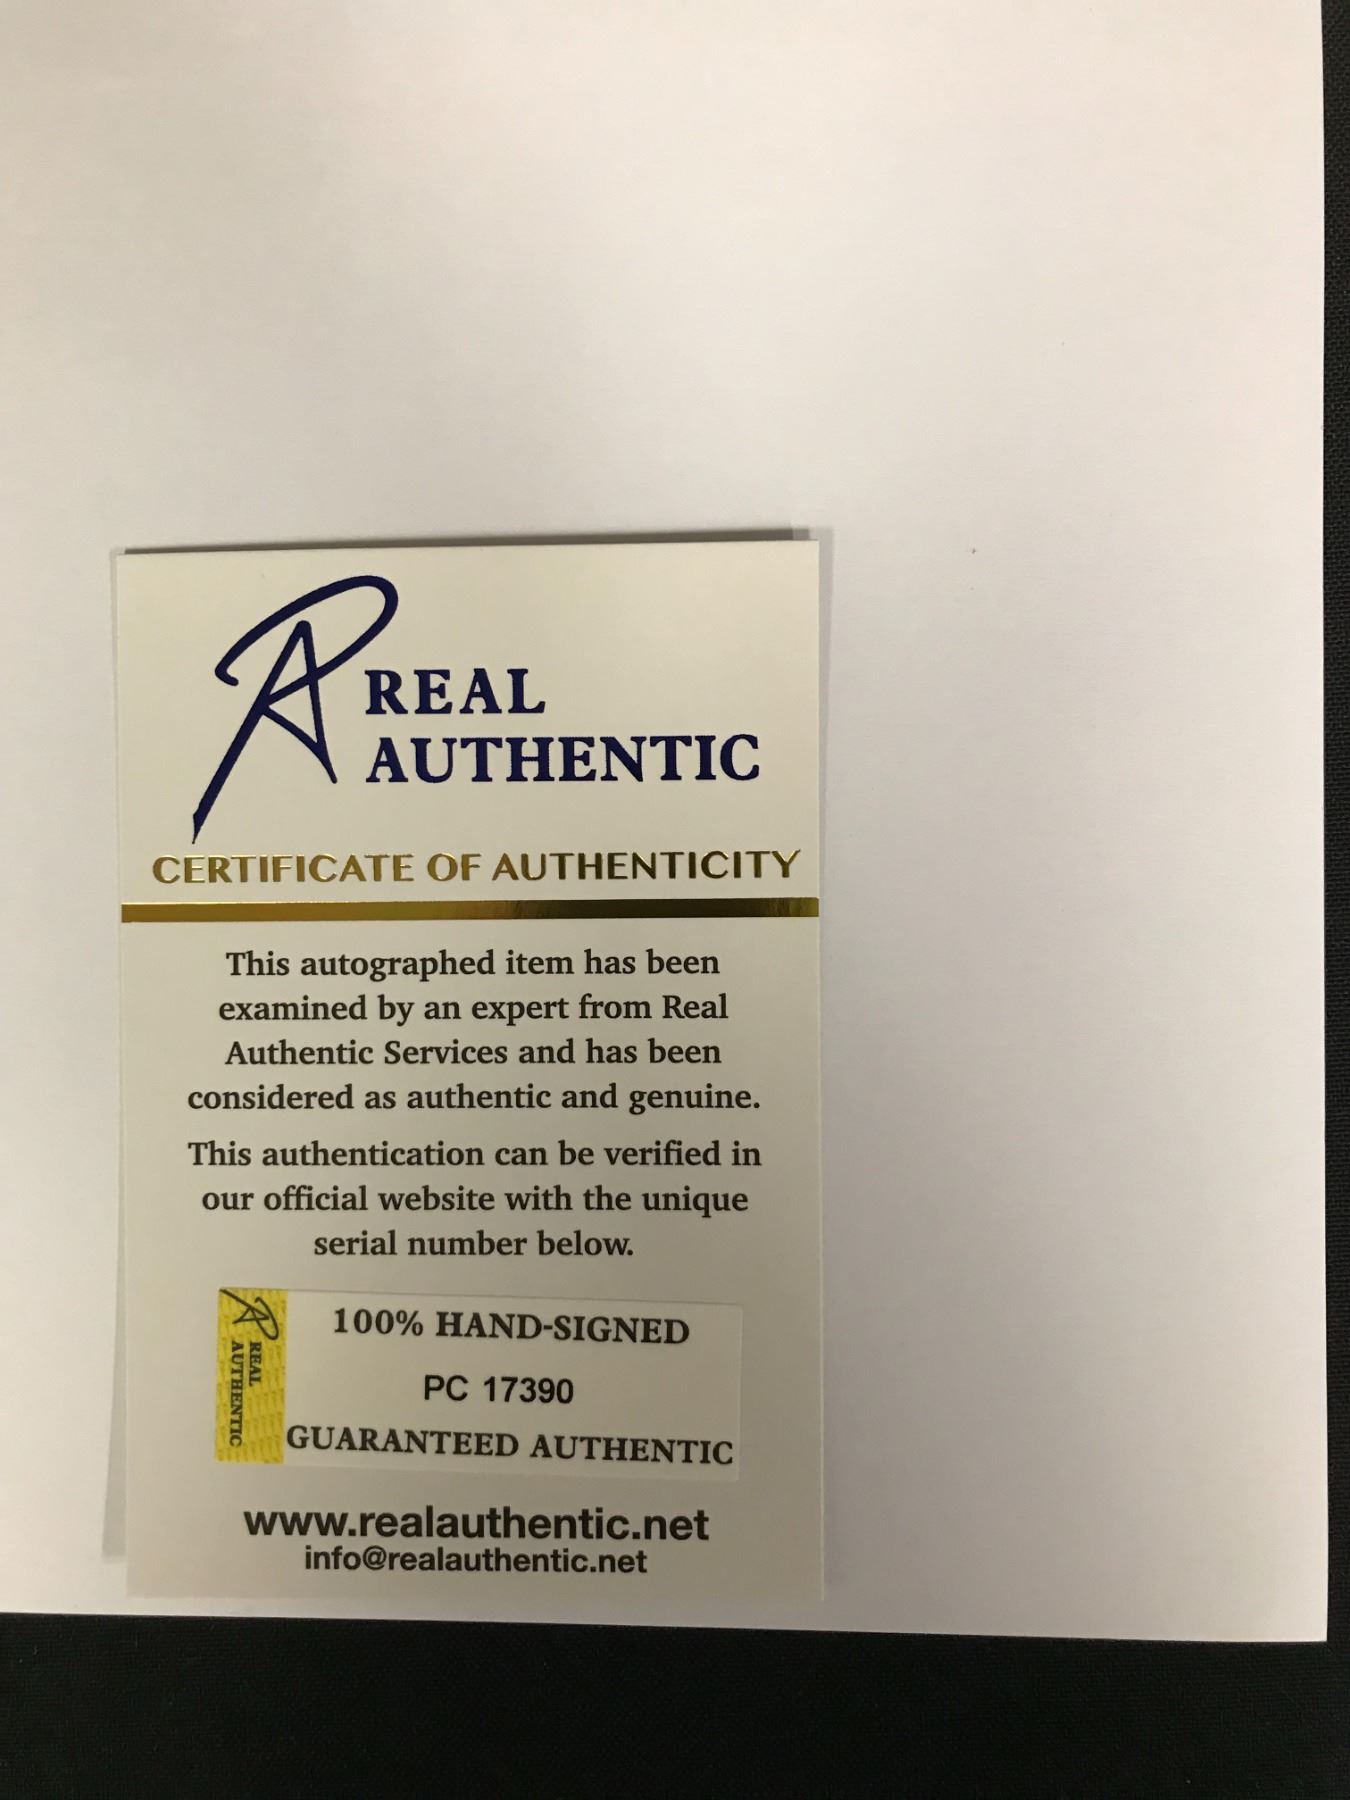 REAL
AUTHENTIC
CERTIFICATE OF AUTHENTICITY
This autographed item has been
examined by an expert from Real
Authentic Services and has been
considered as authentic and genuine.
This authentication can be verified in
our official website with the unique
serial number below.
REAL
AUTHENTIC
100% HAND-SIGNED
PC 17390
GUARANTEED AUTHENTIC
www.realauthentic.net
info@realauthentic.net